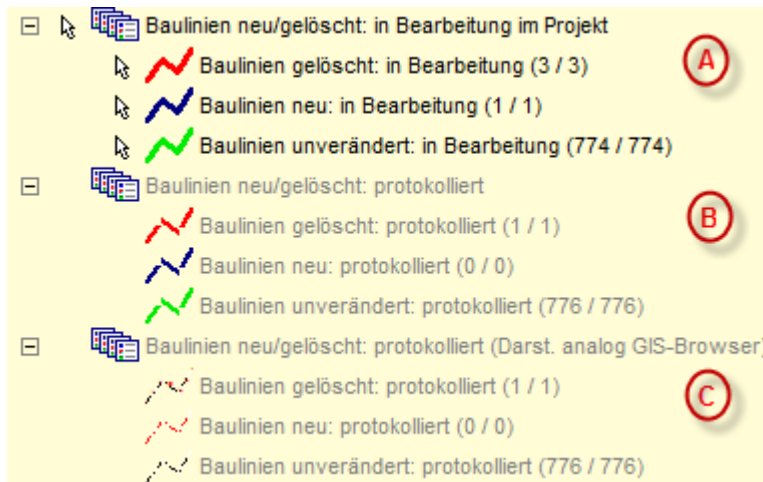 Baulinien neu/gelöscht: in Bearbeitung im Projekt
Baulinien gelöscht: in Bearbeitung (3 / 3)
A
Baulinien neu: in Bearbeitung (1 / 1)
Baulinien unverändert: in Bearbeitung (774 / 774)
Baulinien neu/gelöscht: protokolliert
Baulinien gelöscht: protokolliert (1 / 1)
B
Baulinien neu: protokolliert (0 / 0)
Baulinien unverändert: protokolliert (776 / 776)
Baulinien neu/gelöscht: protokolliert (Darst. analog GIS-Browser)
Baulinien gelöscht: protokolliert (1 / 1)
C
Baulinien neu: protokolliert (0 / 0)
Baulinien unverändert: protokolliert (776 / 776)